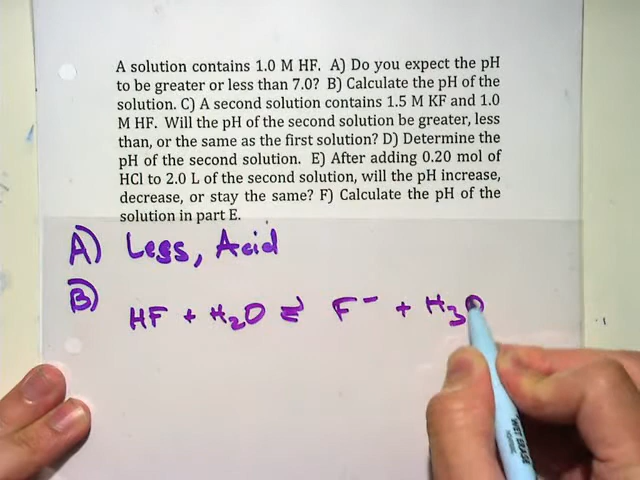 A solution contains 1.0 M HF. A) Do you expect the pH
to be greater or less than 7.0? B) Calculate the pH of the
solution. C) A second solution contains 1.5 M KF and 1.0
M HF. Will the pH of the second solution be greater, less
than, or the same as the first solution? D) Determine the
pH of the second solution. E) After adding 0.20 mol of
HCl to 2.0 L of the second solution, will the pH increase,
decrease, or stay the same? F) Calculate the pH of the
solution in part E.
A) Less, Acid
B)
HF + H₂O ⇌ F⁻ + H₃O
WET ERASE